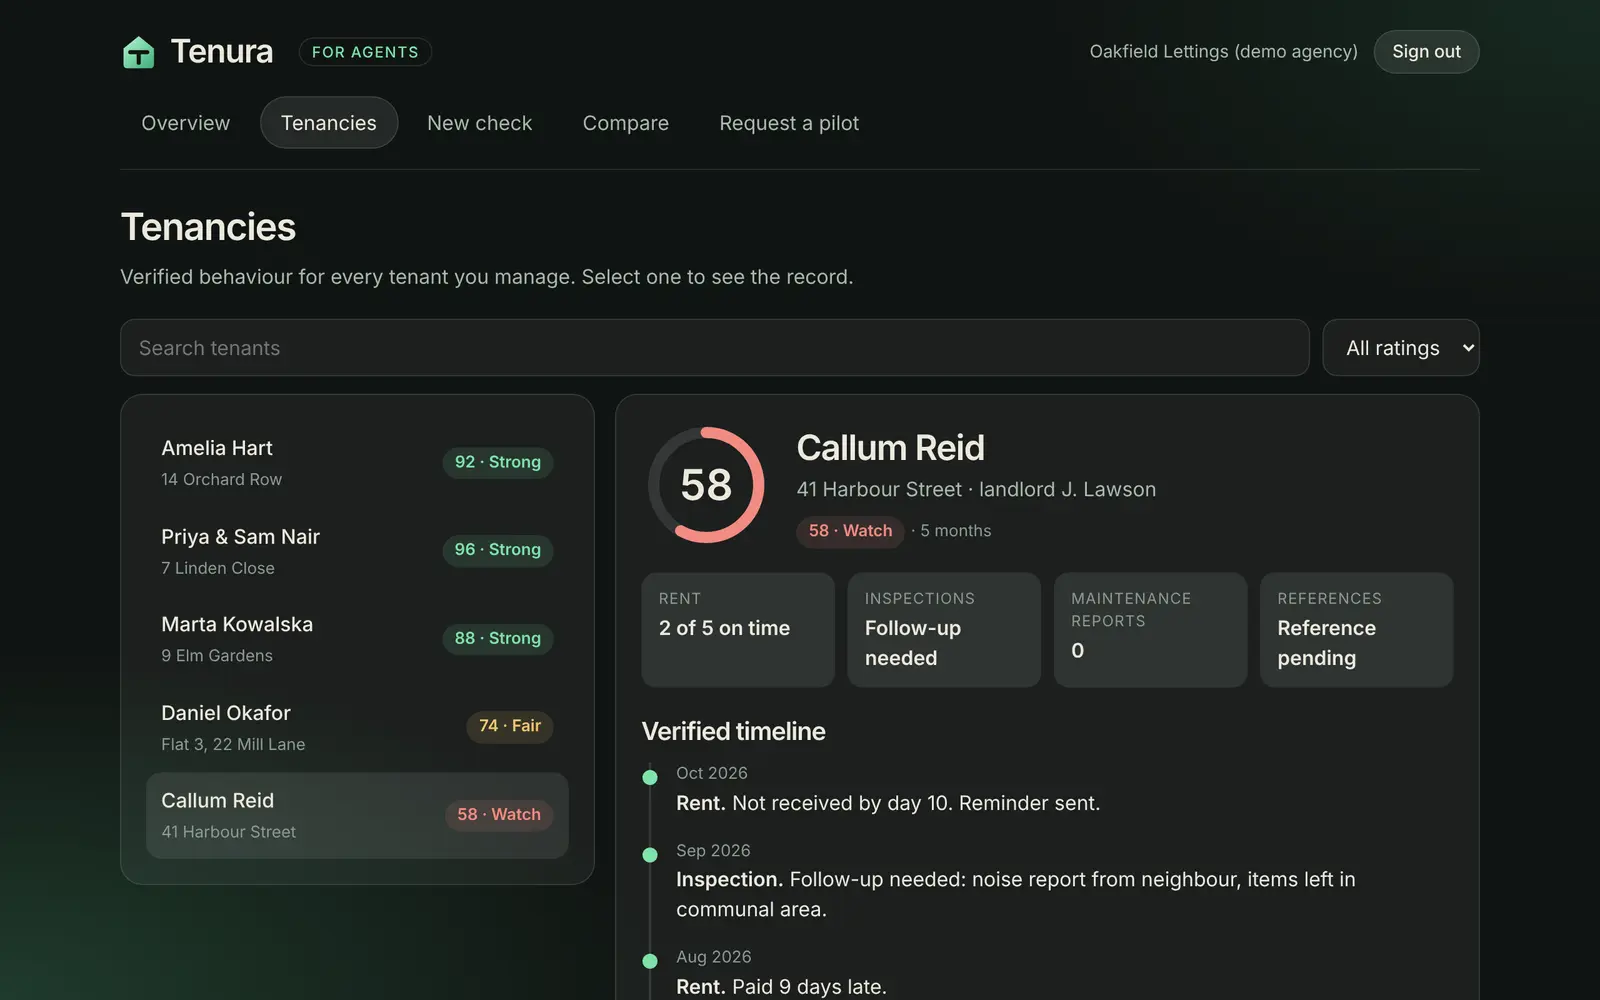 Tenura
FOR AGENTS
Oakfield Lettings (demo agency)
Sign out
Overview
Tenancies
New check
Compare
Request a pilot
Tenancies
Verified behaviour for every tenant you manage. Select one to see the record.
Search tenants
All ratings
Amelia Hart
14 Orchard Row
92 · Strong
Priya & Sam Nair
7 Linden Close
96 · Strong
Marta Kowalska
9 Elm Gardens
88 · Strong
Daniel Okafor
Flat 3, 22 Mill Lane
74 · Fair
Callum Reid
41 Harbour Street
58 · Watch
58
Callum Reid
41 Harbour Street · landlord J. Lawson
58 · Watch · 5 months
RENT
2 of 5 on time
INSPECTIONS
Follow-up
needed
MAINTENANCE
REPORTS
0
REFERENCES
Reference
pending
Verified timeline
Oct 2026
Rent. Not received by day 10. Reminder sent.
Sep 2026
Inspection. Follow-up needed: noise report from neighbour, items left in
communal area.
Aug 2026
Rent. Paid 9 days late.